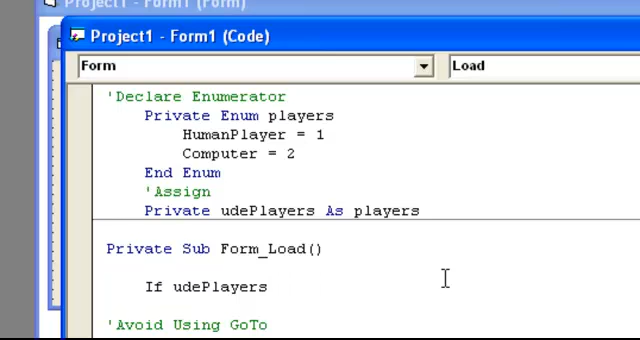 Project1 - Form1 (Form)
Project1 - Form1 (Code)
Form
Load
'Declare Enumerator
Private Enum players
HumanPlayer = 1
Computer = 2
End Enum
'Assign
Private udePlayers As players
Private Sub Form_Load()
If udePlayers
'Avoid Using GoTo